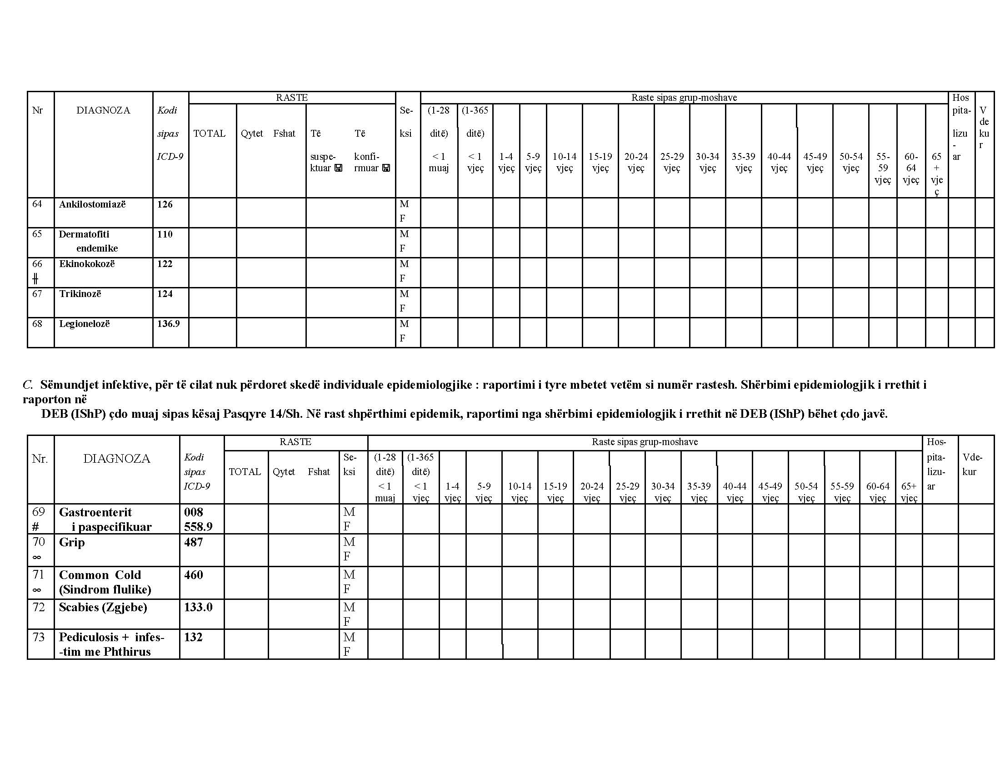 RASTE Raste sipas grup-moshave Hos
Nr DIAGNOZA Kodi Se- (1-28 (1-365 pita- V
de
sipas TOTAL Qytet Fshat Të Të ksi ditë) ditë) lizu ku
- r
ICD-9 suspe- konfi- < 1 < 1 1-4 5-9 10-14 15-19 20-24 25-29 30-34 35-39 40-44 45-49 50-54 55- 60- 65 ar
ktuar 🖫 rmuar 🖫 muaj vjeç vjeç vjeç vjeç vjeç vjeç vjeç vjeç vjeç vjeç vjeç vjeç 59 64 +
vjeç vjeç vje
ç
64 Ankilostomiazë 126 M
F
65 Dermatofiti 110 M
endemike F
66 Ekinokokozë 122 M
╫ F
67 Trikinozë 124 M
F
68 Legionelozë 136.9 M
F
C. Sëmundjet infektive, për të cilat nuk përdoret skedë individuale epidemiologjike : raportimi i tyre mbetet vetëm si numër rastesh. Shërbimi epidemiologjik i rrethit i
raporton në
DEB (IShP) çdo muaj sipas kësaj Pasqyre 14/Sh. Në rast shpërthimi epidemik, raportimi nga shërbimi epidemiologjik i rrethit në DEB (IShP) bëhet çdo javë.
RASTE Raste sipas grup-moshave Hos-
Nr. DIAGNOZA Kodi Se- (1-28 (1-365 pita- Vde-
sipas TOTAL Qytet Fshat ksi ditë) ditë) lizu- kur
ICD-9 < 1 < 1 1-4 5-9 10-14 15-19 20-24 25-29 30-34 35-39 40-44 45-49 50-54 55-59 60-64 65+ ar
muaj vjeç vjeç vjeç vjeç vjeç vjeç vjeç vjeç vjeç vjeç vjeç vjeç vjeç vjeç vjeç
69 Gastroenterit 008 M
# i paspecifikuar 558.9 F
70 Grip 487 M
∞ F
71 Common Cold 460 M
∞ (Sindrom flulike) F
72 Scabies (Zgjebe) 133.0 M
F
73 Pediculosis + infes- 132 M
-tim me Phthirus F